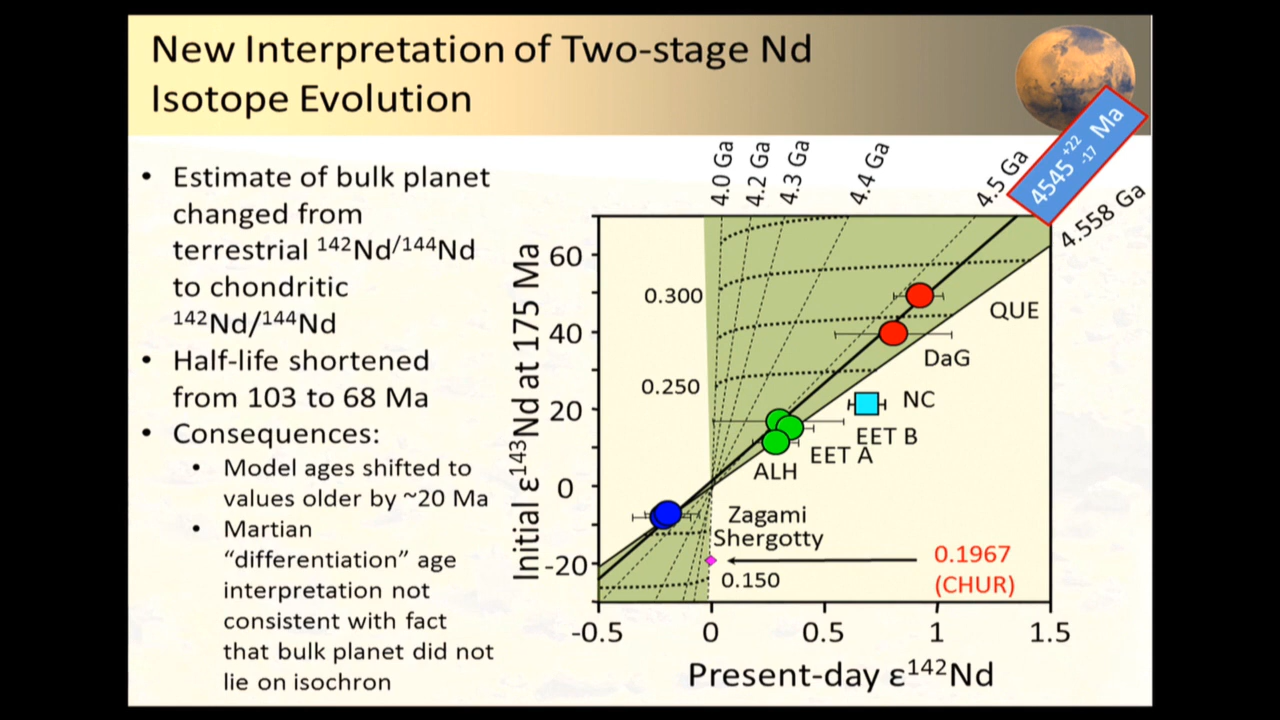 New Interpretation of Two-stage Nd
Isotope Evolution
• Estimate of bulk planet
changed from
terrestrial ¹⁴²Nd/¹⁴⁴Nd
to chondritic
¹⁴²Nd/¹⁴⁴Nd
• Half-life shortened
from 103 to 68 Ma
• Consequences:
• Model ages shifted to
values older by ~20 Ma
• Martian
“differentiation” age
interpretation not
consistent with fact
that bulk planet did not
lie on isochron
4.0 Ga
4.2 Ga
4.3 Ga
4.4 Ga
4.5 Ga
4545 +22 -17 Ma
4.558 Ga
Initial ε¹⁴³Nd at 175 Ma
60
40
20
0
-20
0.300
0.250
QUE
DaG
NC
EET B
EET A
ALH
Zagami
Shergotty
0.150
0.1967
(CHUR)
-0.5 0 0.5 1 1.5
Present-day ε¹⁴²Nd